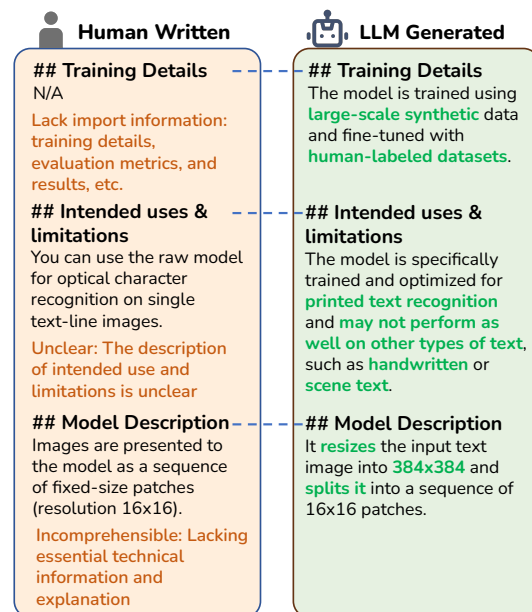 Human Written
## Training Details
N/A
Lack import information:
training details,
evaluation metrics, and
results, etc.
## Intended uses &
limitations
You can use the raw model
for optical character
recognition on single
text-line images.
Unclear: The description
of intended use and
limitations is unclear
## Model Description
Images are presented to
the model as a sequence
of fixed-size patches
(resolution 16x16).
Incomprehensible: Lacking
essential technical
information and
explanation
LLM Generated
## Training Details
The model is trained using
large-scale synthetic data
and fine-tuned with
human-labeled datasets.
## Intended uses &
limitations
The model is specifically
trained and optimized for
printed text recognition
and may not perform as
well on other types of text,
such as handwritten or
scene text.
## Model Description
It resizes the input text
image into 384x384 and
splits it into a sequence of
16x16 patches.